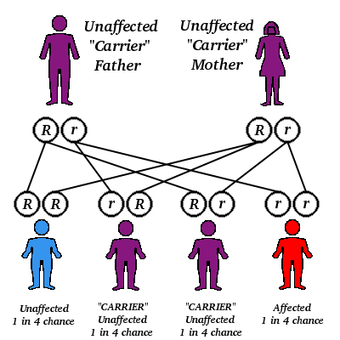 Unaffected
"Carrier"
Father
Unaffected
"Carrier"
Mother
R r
R r
R R
r R
R r
r r
Unaffected
1 in 4 chance
"CARRIER"
Unaffected
1 in 4 chance
"CARRIER"
Unaffected
1 in 4 chance
Affected
1 in 4 chance